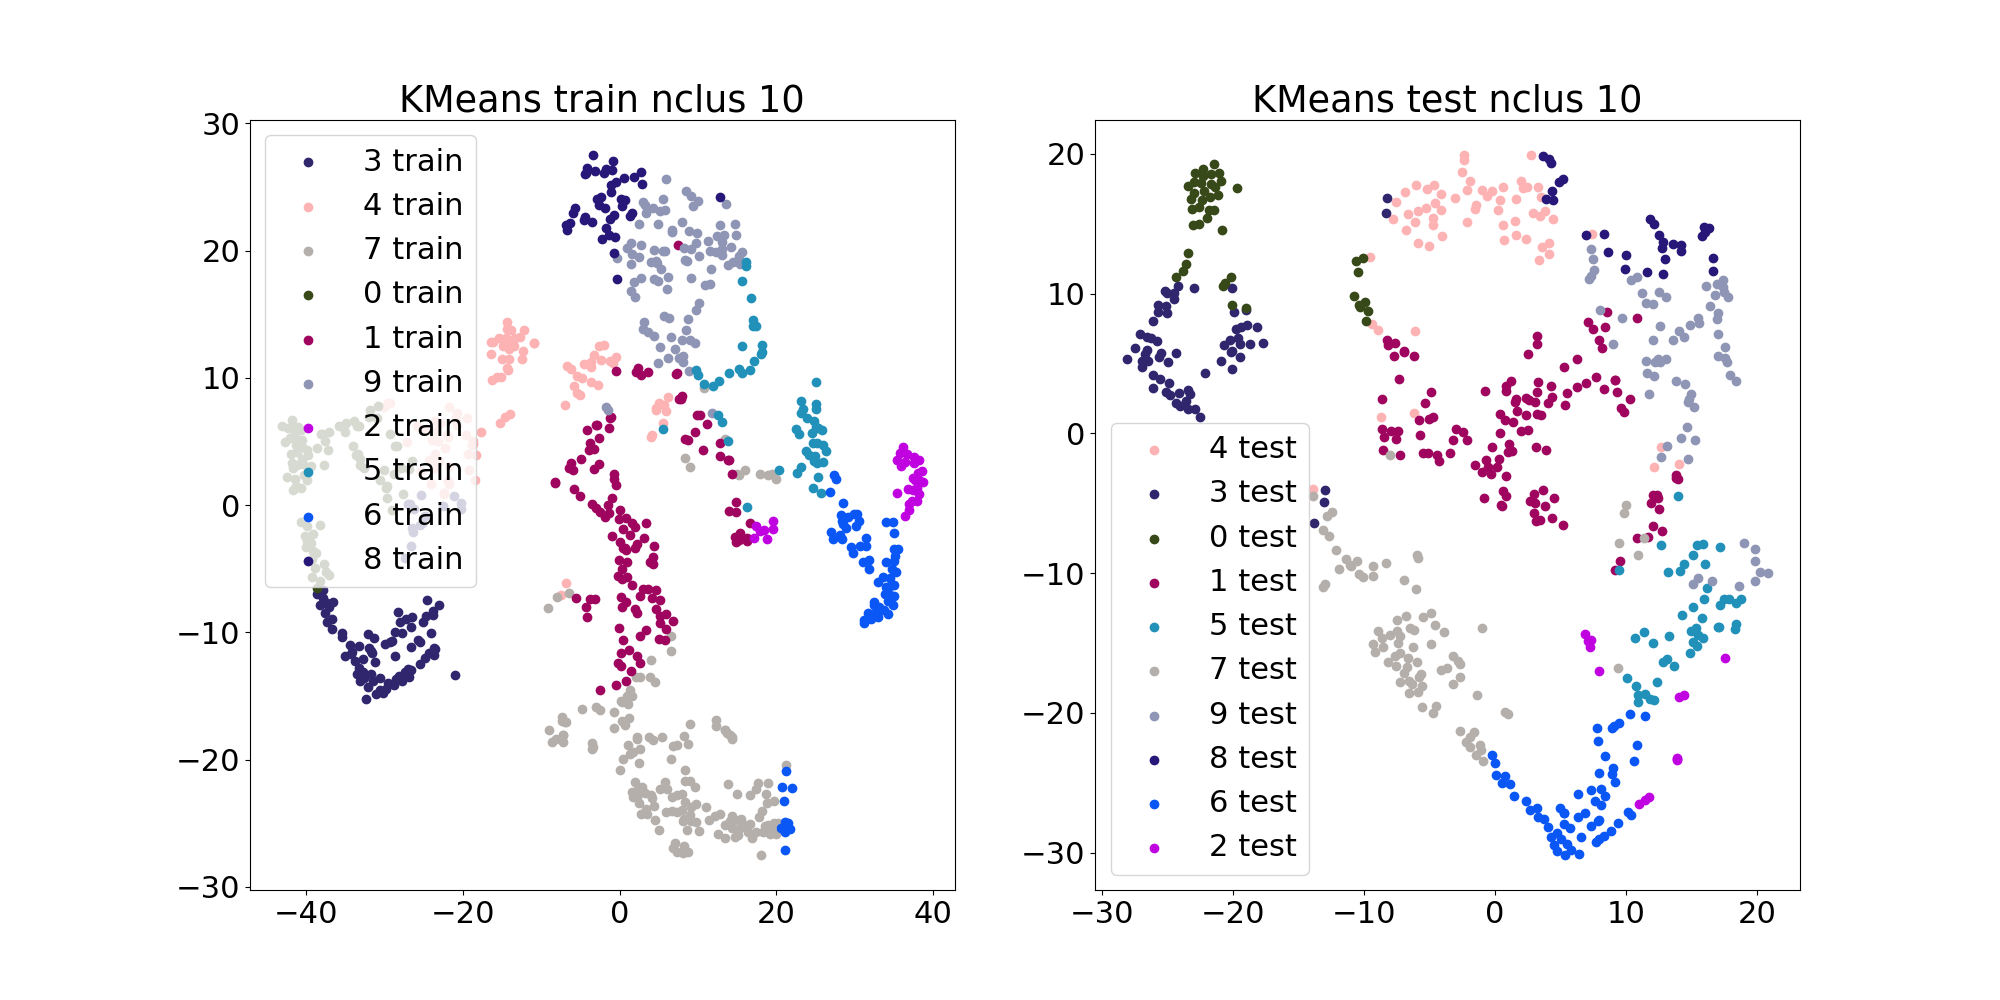 KMeans train nclus 10
30
20
10
0
−10
−20
−30
−40
−20
0
20
40
3 train
4 train
7 train
0 train
1 train
9 train
2 train
5 train
6 train
8 train
KMeans test nclus 10
20
10
0
−10
−20
−30
−30
−20
−10
0
10
20
4 test
3 test
0 test
1 test
5 test
7 test
9 test
8 test
6 test
2 test